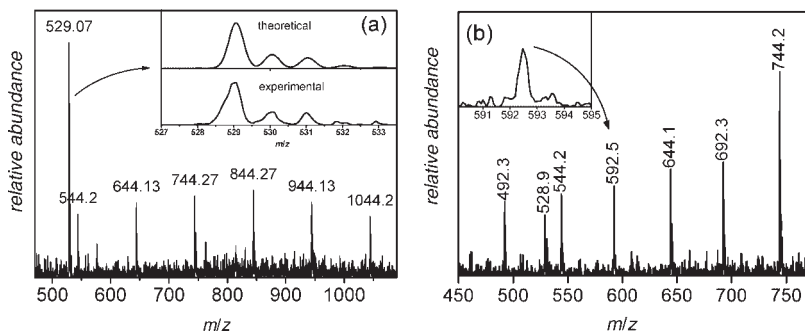 (a)
529.07
theoretical
experimental
527 528 529 530 531 532 533
m/z
544.2
644.13
744.27
844.27
944.13
1044.2
relative abundance
500 600 700 800 900 1000
m/z
(b)
591 592 593 594 595
492.3
528.9
544.2
592.5
644.1
692.3
744.2
relative abundance
450 500 550 600 650 700 750
m/z